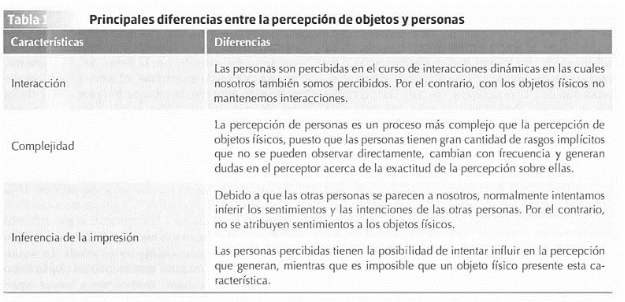 Tabla 1 Principales diferencias entre la percepción de objetos y personas
Características Diferencias
Interacción
Las personas son percibidas en el curso de interacciones dinámicas en las cuales
nosotros también somos percibidos. Por el contrario, con los objetos físicos no
mantenemos interacciones.
Complejidad
La percepción de personas es un proceso más complejo que la percepción de
objetos físicos, puesto que las personas tienen gran cantidad de rasgos implícitos
que no se pueden observar directamente, cambian con frecuencia y generan
dudas en el perceptor acerca de la exactitud de la percepción sobre ellas.
Inferencia de la impresión
Debido a que las otras personas se parecen a nosotros, normalmente intentamos
inferir los sentimientos y las intenciones de las otras personas. Por el contrario,
no se atribuyen sentimientos a los objetos físicos.
Las personas percibidas tienen la posibilidad de intentar influir en la percepción
que generan, mientras que es imposible que un objeto físico presente esta ca-
racterística.